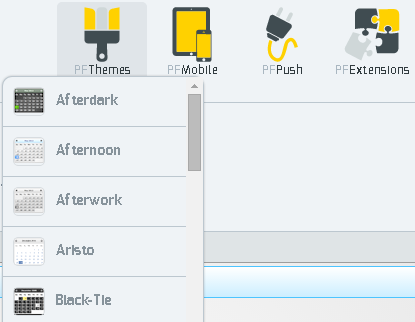 PFThemes PFMobile PFPush PFExtensions
Afterdark
Afternoon
Afterwork
Aristo
Black-Tie